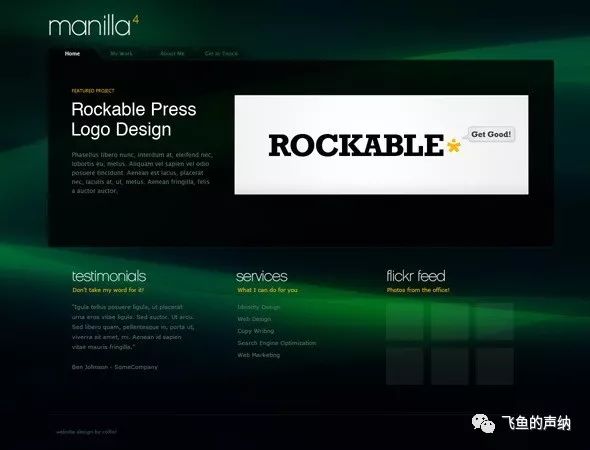 manilla4
Home My Work About Me Get In Touch
FEATURED PROJECT
Rockable Press
Logo Design
Phasellus libero nunc, interdum at, eleifend nec,
lobortis eu, metus. Aliquam vel sapien vel odio
posuere tincidunt. Aenean est lacus, placerat
nec, iaculis at, ut, metus. Aenean fringilla, felis
a auctor auctor.
ROCKABLE
Get Good!
testimonials
Don't take my word for it!
"Igula tellus posuere ligula, ut placerat
urna eros vitae ligula. Sed auctor. Ut arcu.
Sed libero quam, pellentesque in, porta ut,
viverra sit amet, mi. Aenean id sapien
vitae mauris fringilla."
Ben Johnson - SomeCompany
services
What I can do for you
Identity Design
Web Design
Copy Writing
Search Engine Optimization
Web Marketing
flickr feed
Photos from the office!
website design by
飞鱼的声纳